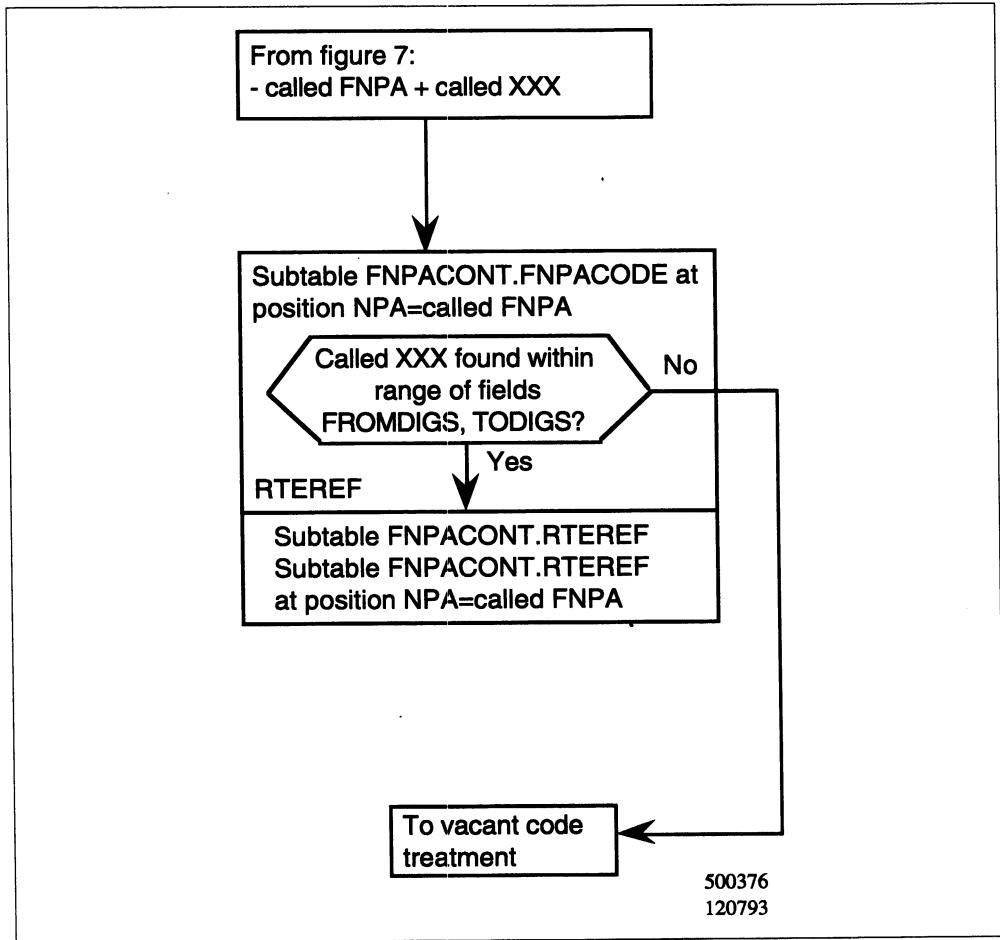 From figure 7:
- called FNPA + called XXX
Subtable FNPACONT.FNPACODE at
position NPA=called FNPA
Called XXX found within
range of fields
FROMDIGS, TODIGS?
No
Yes
RTEREF
Subtable FNPACONT.RTEREF
Subtable FNPACONT.RTEREF
at position NPA=called FNPA
To vacant code
treatment
500376
120793